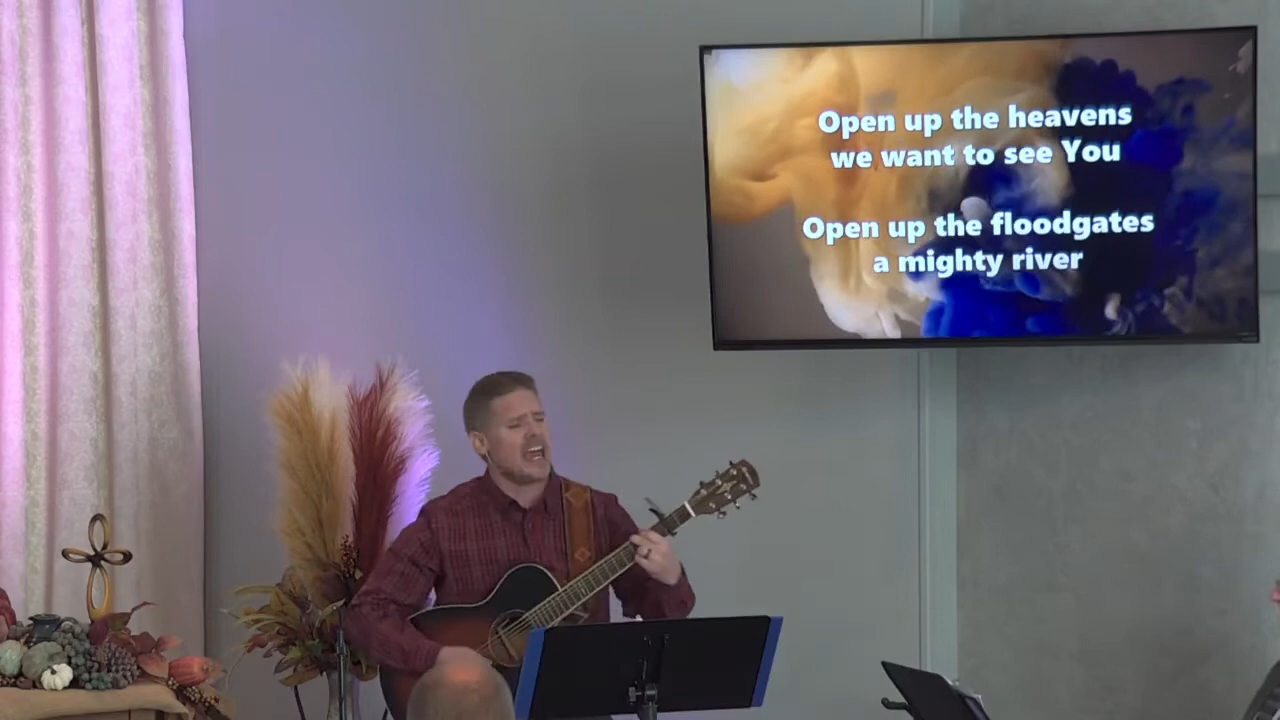 Open up the heavens
we want to see You
Open up the floodgates
a mighty river